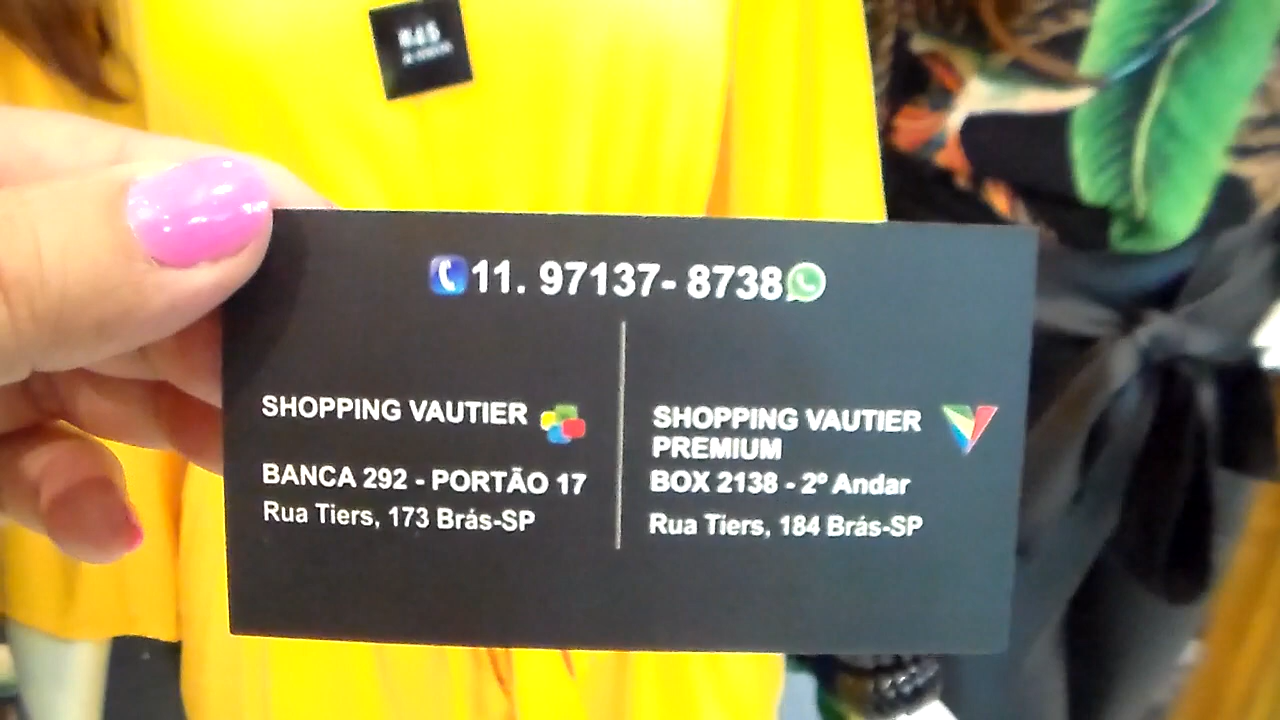 11. 97137- 8738
SHOPPING VAUTIER
BANCA 292 - PORTÃO 17
Rua Tiers, 173 Brás-SP
SHOPPING VAUTIER
PREMIUM
BOX 2138 - 2º Andar
Rua Tiers, 184 Brás-SP